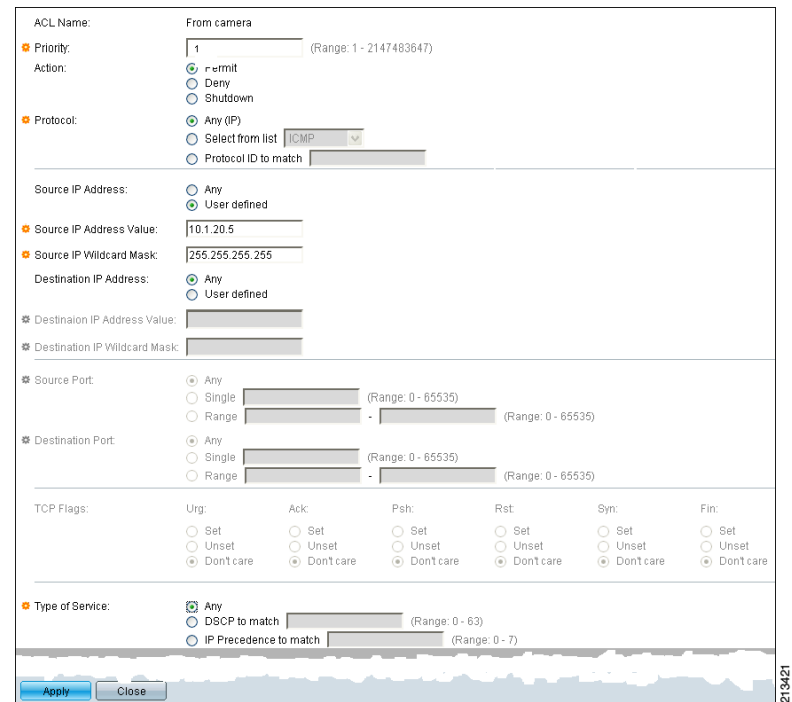 ACL Name: From camera
Priority: 1 (Range: 1 - 2147483647)
Action: Permit
Deny
Shutdown
Protocol: Any (IP)
Select from list ICMP
Protocol ID to match
Source IP Address: Any
User defined
Source IP Address Value: 10.1.20.5
Source IP Wildcard Mask: 255.255.255.255
Destination IP Address: Any
User defined
Destinaion IP Address Value:
Destination IP Wildcard Mask:
Source Port: Any
Single (Range: 0 - 65535)
Range - (Range: 0 - 65535)
Destination Port: Any
Single (Range: 0 - 65535)
Range - (Range: 0 - 65535)
TCP Flags: Urg: Ack: Psh: Rst: Syn: Fin:
Set Set Set Set Set Set
Unset Unset Unset Unset Unset Unset
Don't care Don't care Don't care Don't care Don't care Don't care
Type of Service: Any
DSCP to match (Range: 0 - 63)
IP Precedence to match (Range: 0 - 7)
Apply Close
213421